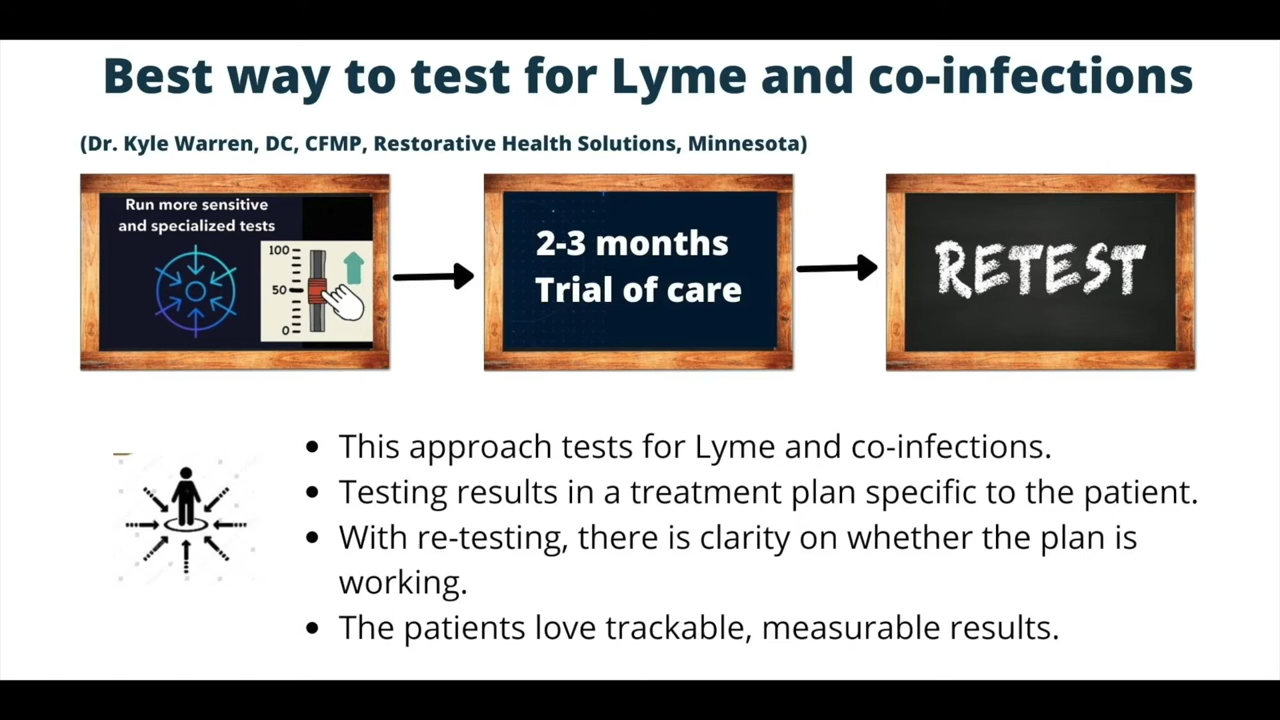 Best way to test for Lyme and co-infections
(Dr. Kyle Warren, DC, CFMP, Restorative Health Solutions, Minnesota)
Run more sensitive
and specialized tests
100
50
0
2-3 months
Trial of care
RETEST
• This approach tests for Lyme and co-infections.
• Testing results in a treatment plan specific to the patient.
• With re-testing, there is clarity on whether the plan is
working.
• The patients love trackable, measurable results.